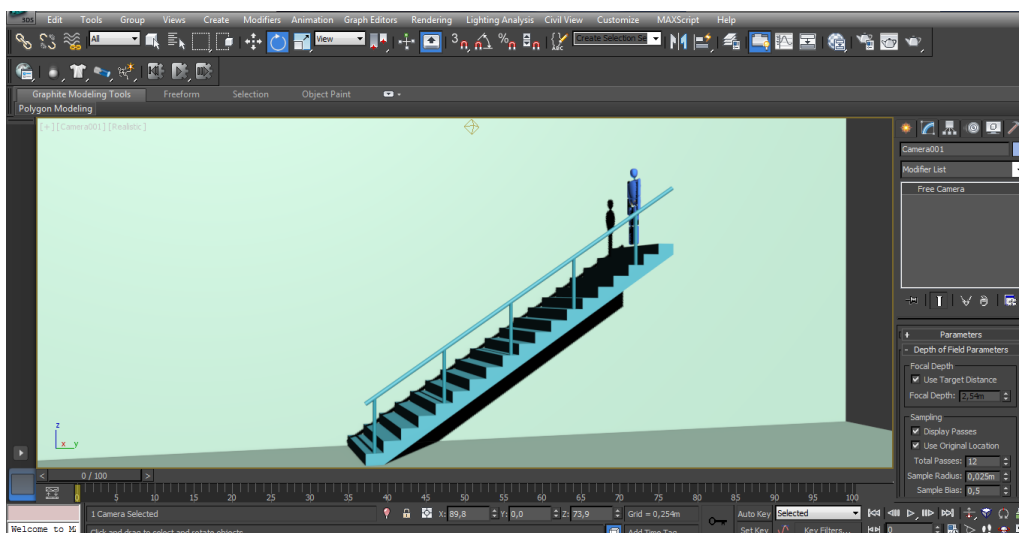 3DS Edit Tools Group Views Create Modifiers Animation Graph Editors Rendering Lighting Analysis Civil View Customize MAXScript Help
All View 3 % Create Selection Se
Graphite Modeling Tools Freeform Selection Object Paint
Polygon Modeling
[+][Camera001][Realistic]
Camera001
Modifier List
Free Camera
+ Parameters
- Depth of Field Parameters
Focal Depth
Use Target Distance
Focal Depth: 2,54m
Sampling
Display Passes
Use Original Location
Total Passes: 12
Sample Radius: 0,025m
Sample Bias: 0,5
z
x y
< 0 / 100 >
0 5 10 15 20 25 30 35 40 45 50 55 60 65 70 75 80 85 90 95 100
1 Camera Selected X: 89,8 Y: 0,0 Z: 73,9 Grid = 0,254m Auto Key Selected
Welcome to Click and drag to select and rotate objects Add Time Tag Set Key Key Filters... 0